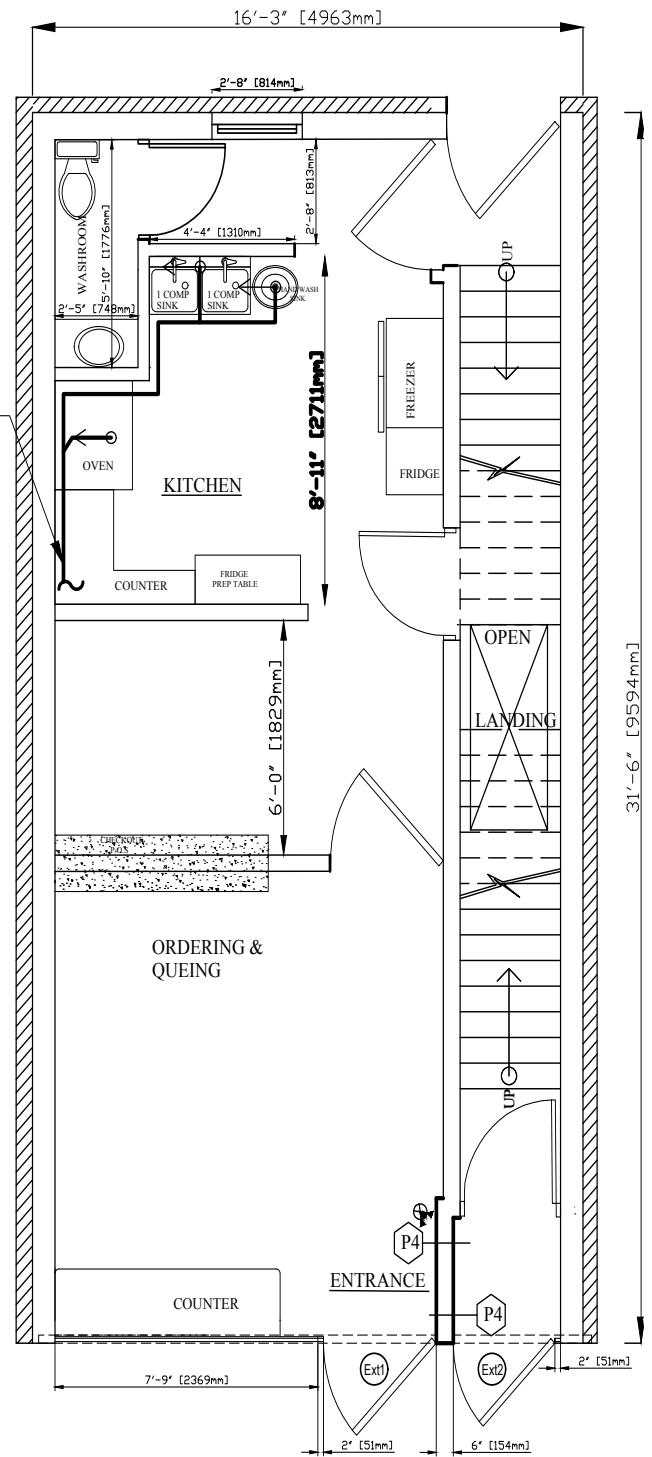 16'-3" [4963mm]
2'-8" [814mm]
2'-8" [813mm]
4'-4" [1310mm]
WASHROOM
5'-10" [1776mm]
2'-5" [748mm]
1 COMP
SINK
1 COMP
SINK
HANDWASH
SINK
UP
8'-11" [2711mm]
FREEZER
FRIDGE
OVEN
KITCHEN
COUNTER
FRIDGE
PREP TABLE
OPEN
LANDING
6'-0" [1829mm]
31'-6" [9594mm]
CHECKOUT
P.O.S
ORDERING &
QUEING
UP
P4
ENTRANCE
P4
COUNTER
Ext1
Ext2
7'-9" [2369mm]
2" [51mm]
6" [154mm]
2" [51mm]